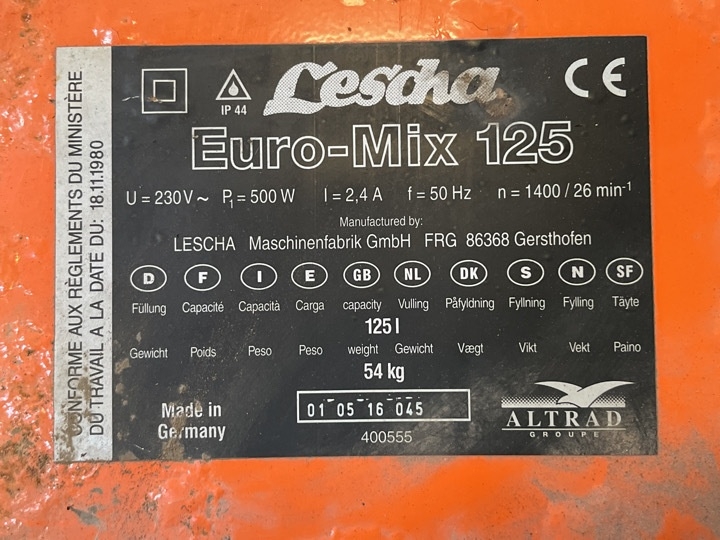 CONFORME AUX RÈGLEMENTS DU MINISTÈRE
DU TRAVAIL A LA DATE DU: 18.11.1980
IP 44
Lescha
CE
Euro-Mix 125
U = 230V ~ P₁ = 500 W I = 2,4 A f = 50 Hz n = 1400 / 26 min⁻¹
Manufactured by:
LESCHA Maschinenfabrik GmbH FRG 86368 Gersthofen
D F I E GB NL DK S N SF
Füllung Capacité Capacità Carga capacity Vulling Påfyldning Fyllning Fylling Täyte
125 l
Gewicht Poids Peso Peso weight Gewicht Vægt Vikt Vekt Paino
54 kg
Made in
Germany
01 05 16 045
400555
ALTRAD
GROUPE